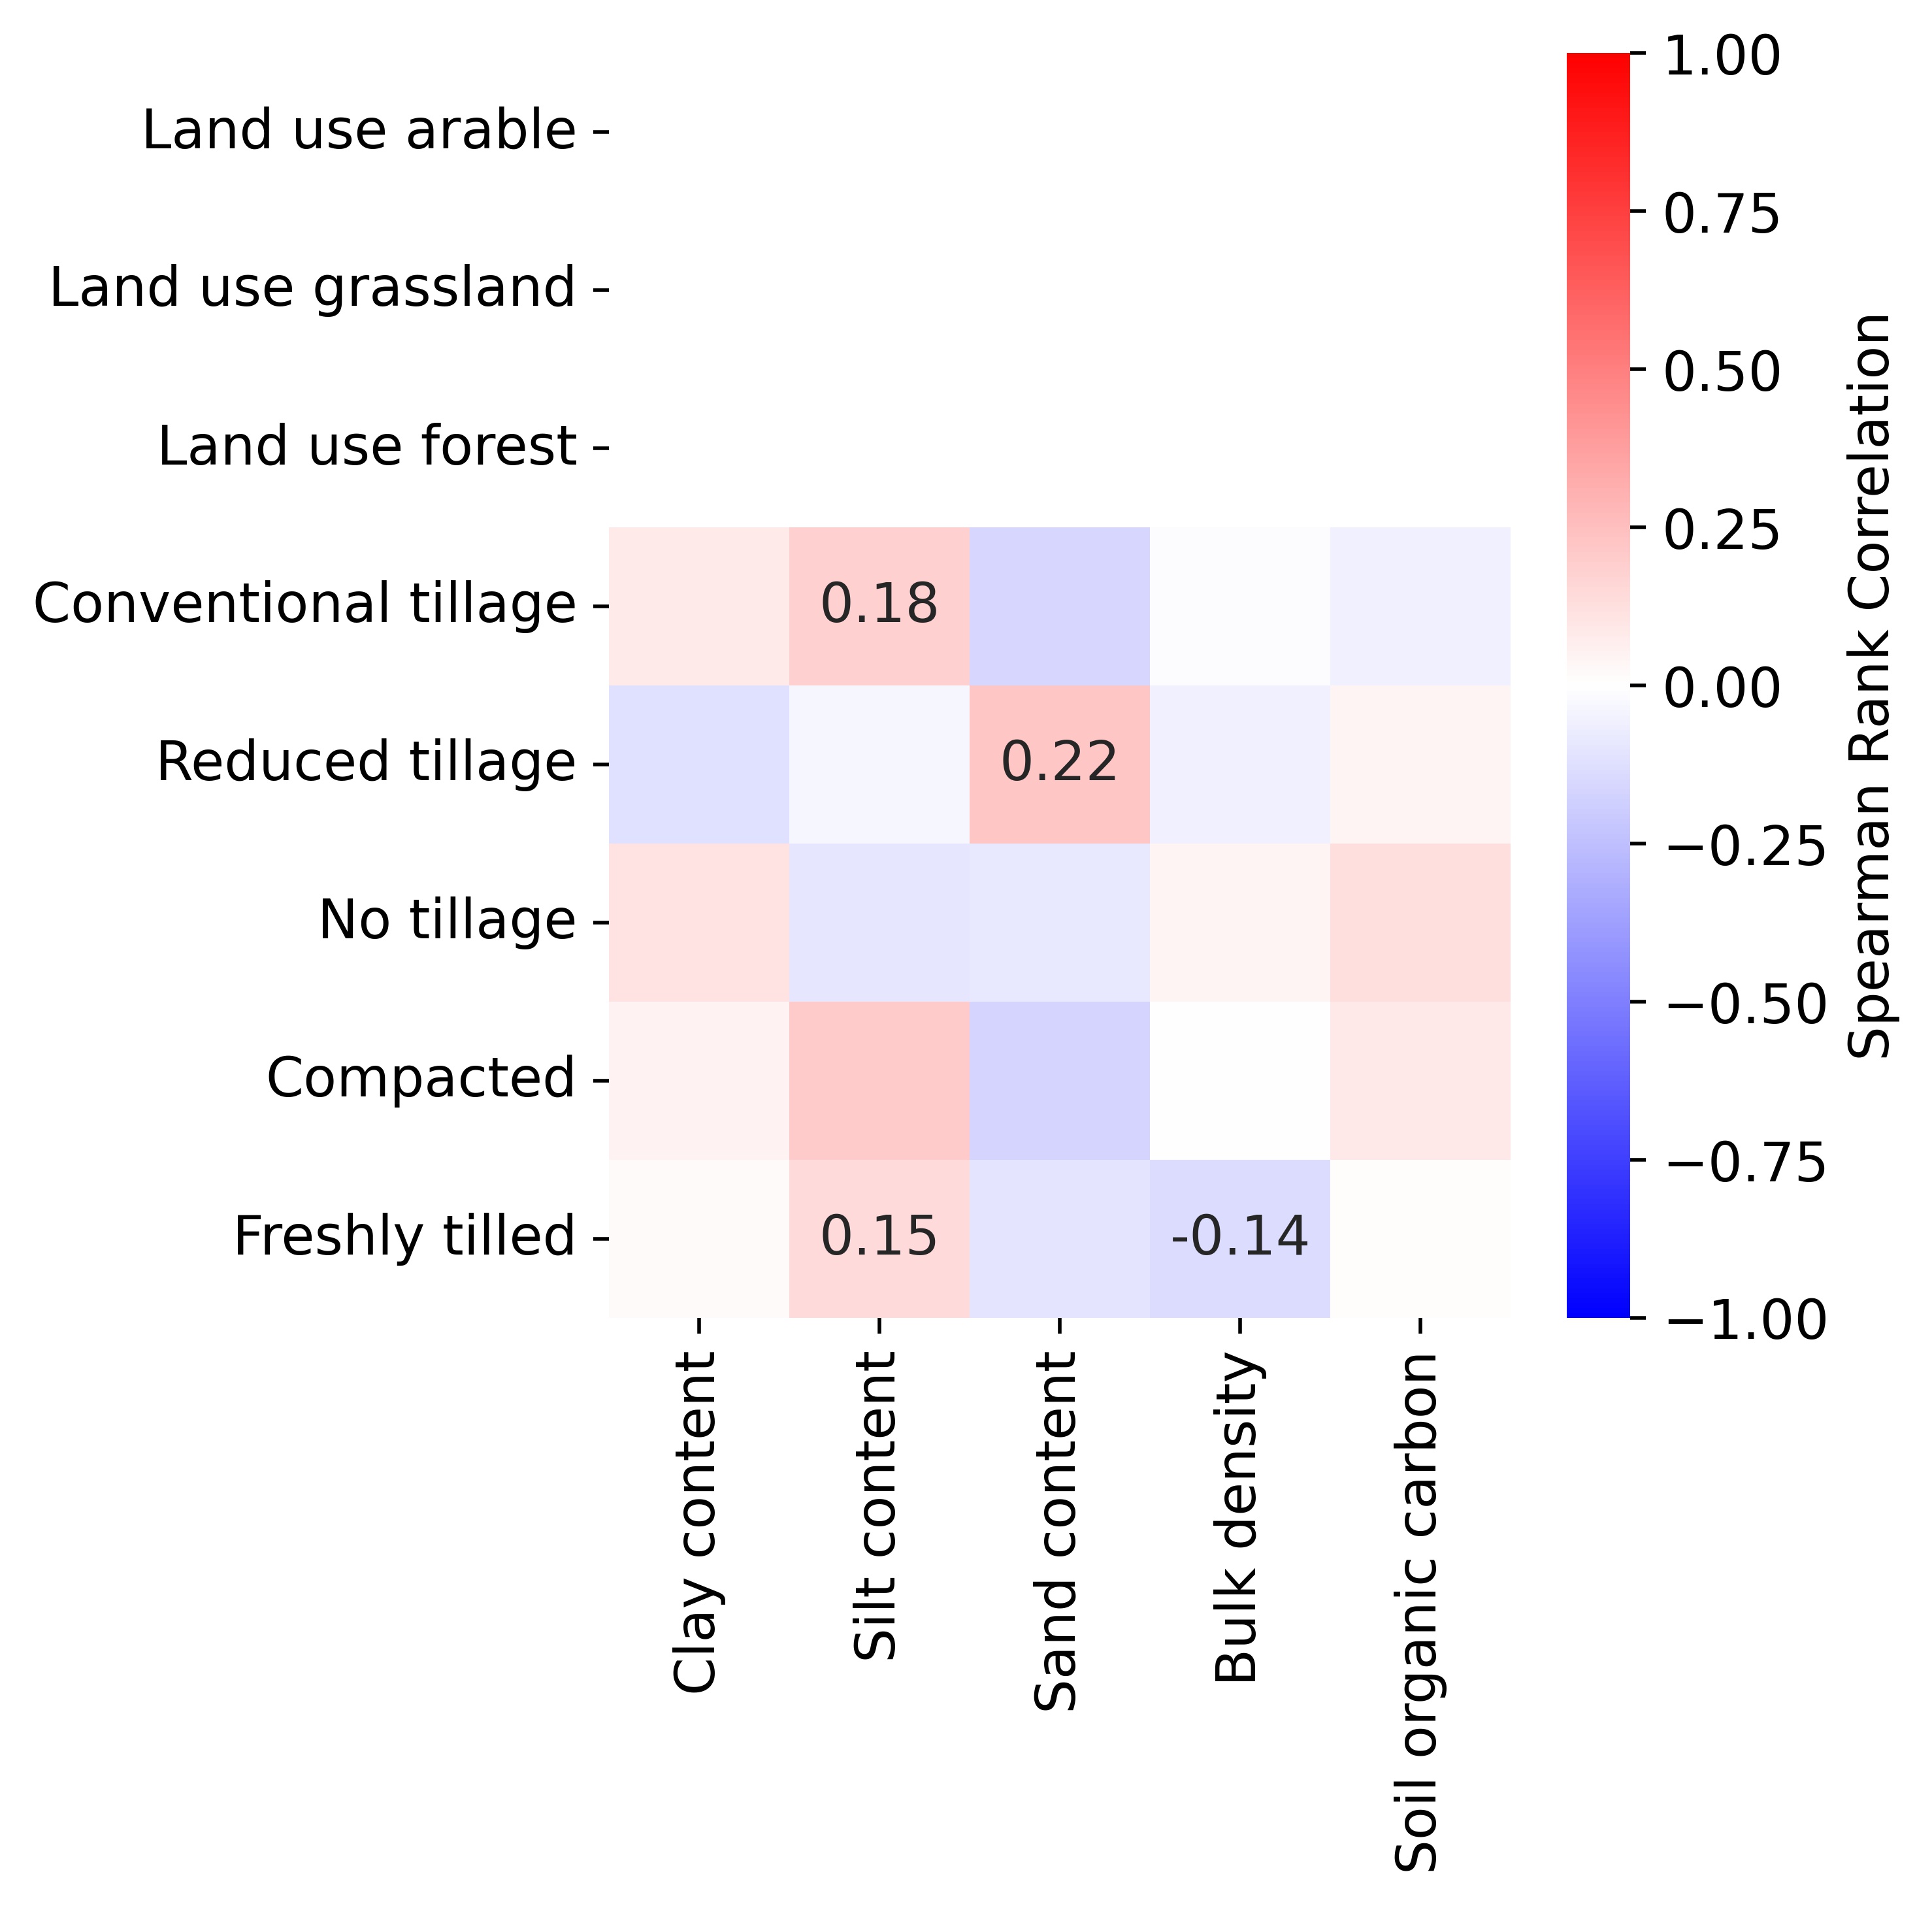 Land use arable
Land use grassland
Land use forest
Conventional tillage
Reduced tillage
No tillage
Compacted
Freshly tilled
0.18
0.22
0.15
-0.14
Clay content
Silt content
Sand content
Bulk density
Soil organic carbon
1.00
0.75
0.50
0.25
0.00
−0.25
−0.50
−0.75
−1.00
Spearman Rank Correlation